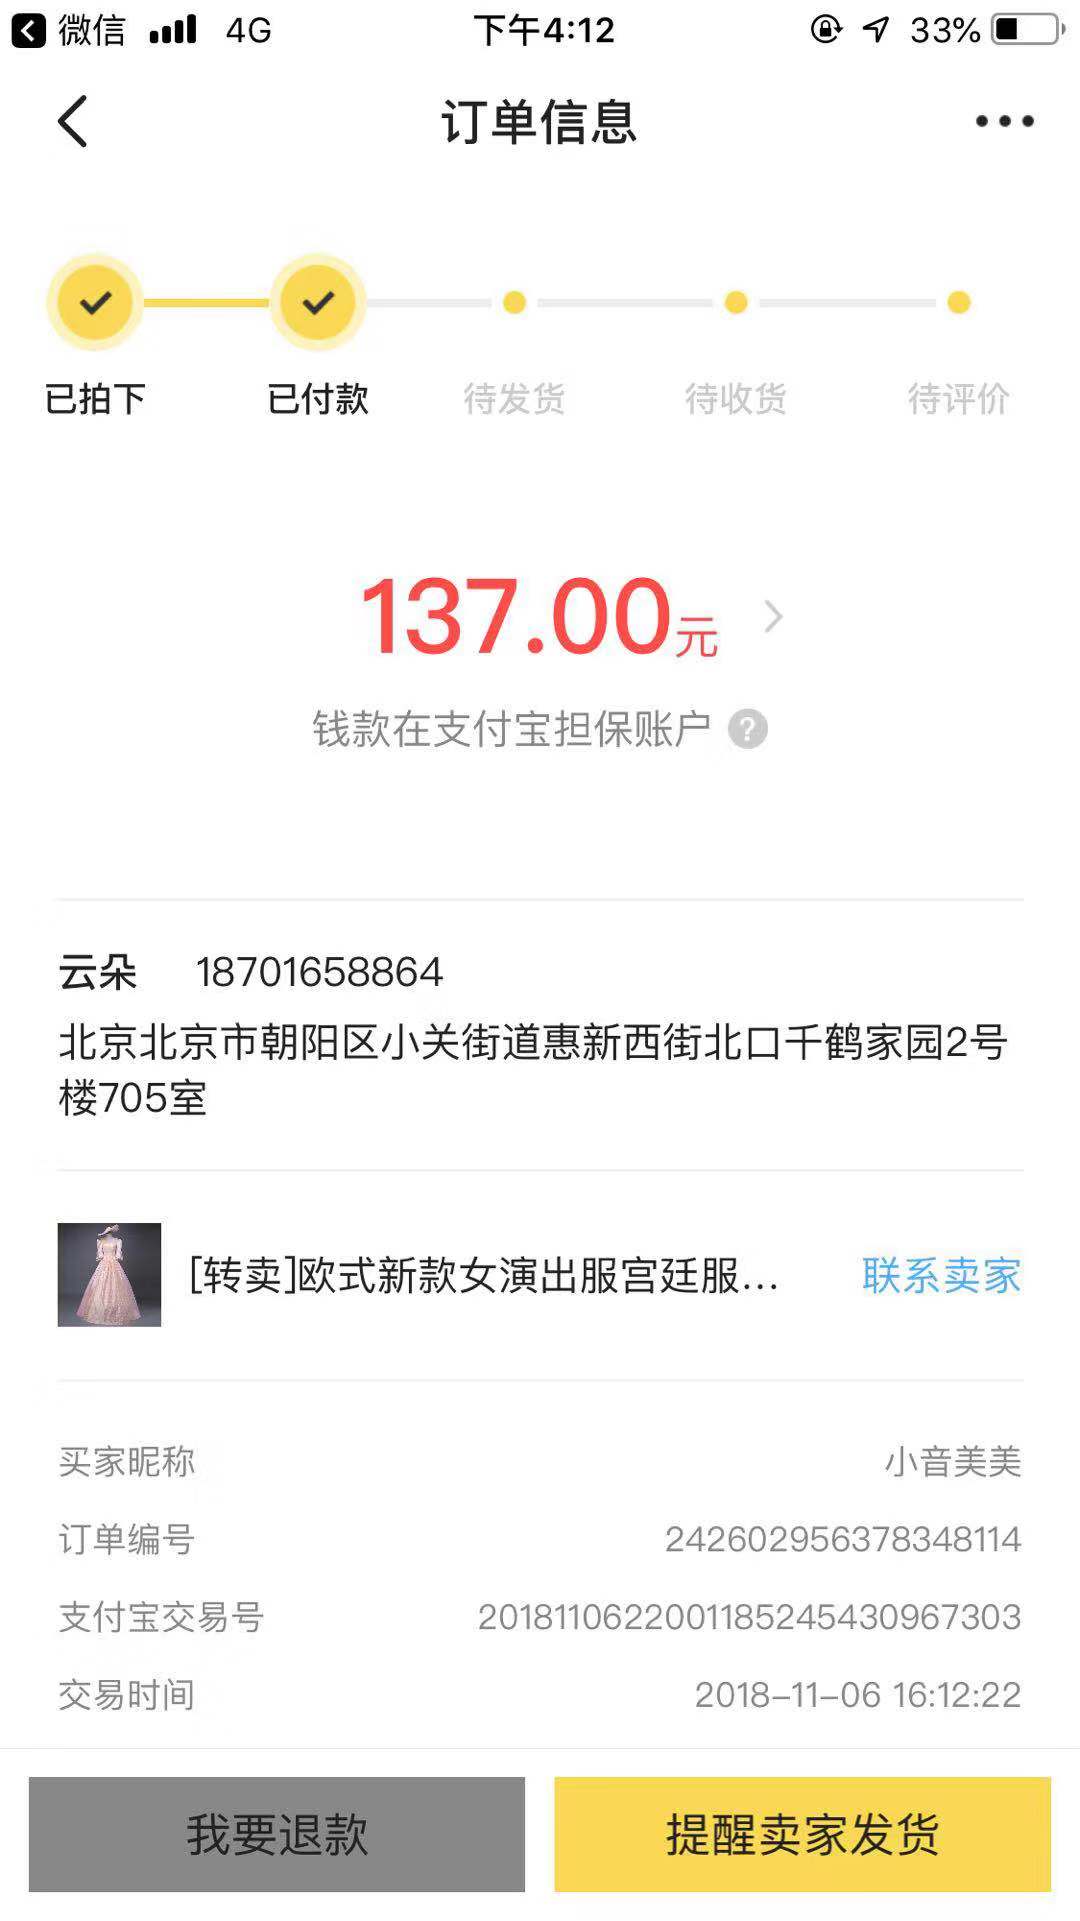 微信 4G 下午4:12 33%
订单信息
已拍下 已付款 待发货 待收货 待评价
137.00元
钱款在支付宝担保账户 ?
云朵 18701658864
北京北京市朝阳区小关街道惠新西街北口千鹤家园2号
楼705室
[转卖]欧式新款女演出服宫廷服... 联系卖家
买家昵称 小音美美
订单编号 242602956378348114
支付宝交易号 2018110622001185245430967303
交易时间 2018-11-06 16:12:22
我要退款 提醒卖家发货